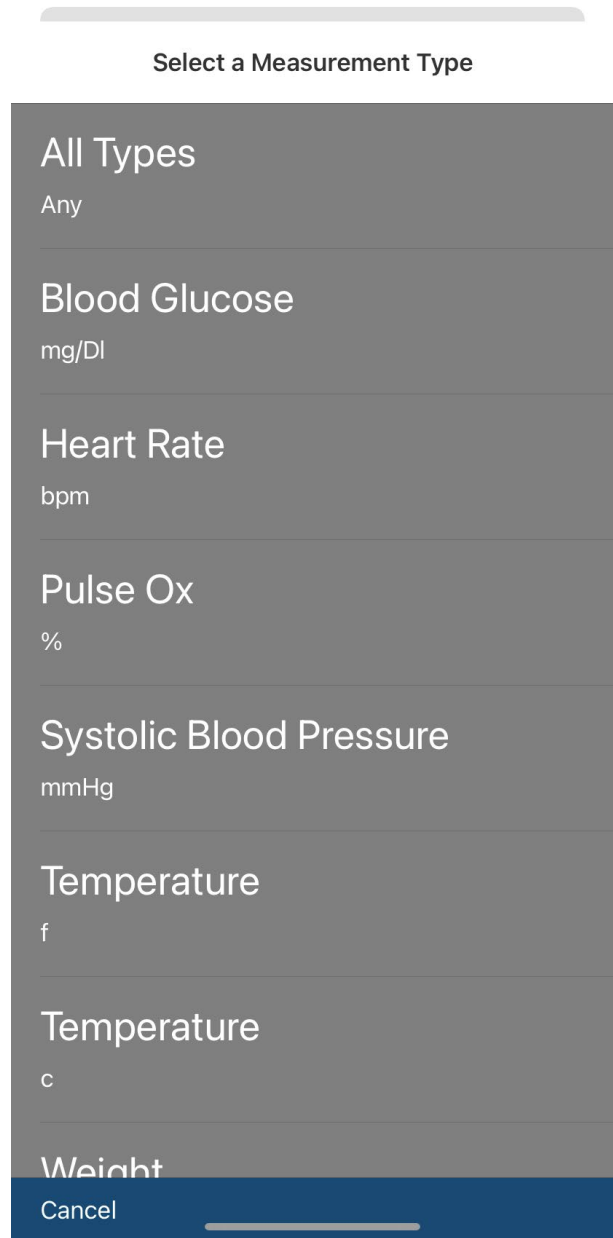 Select a Measurement Type
All Types
Any
Blood Glucose
mg/Dl
Heart Rate
bpm
Pulse Ox
%
Systolic Blood Pressure
mmHg
Temperature
f
Temperature
c
Weight
Cancel